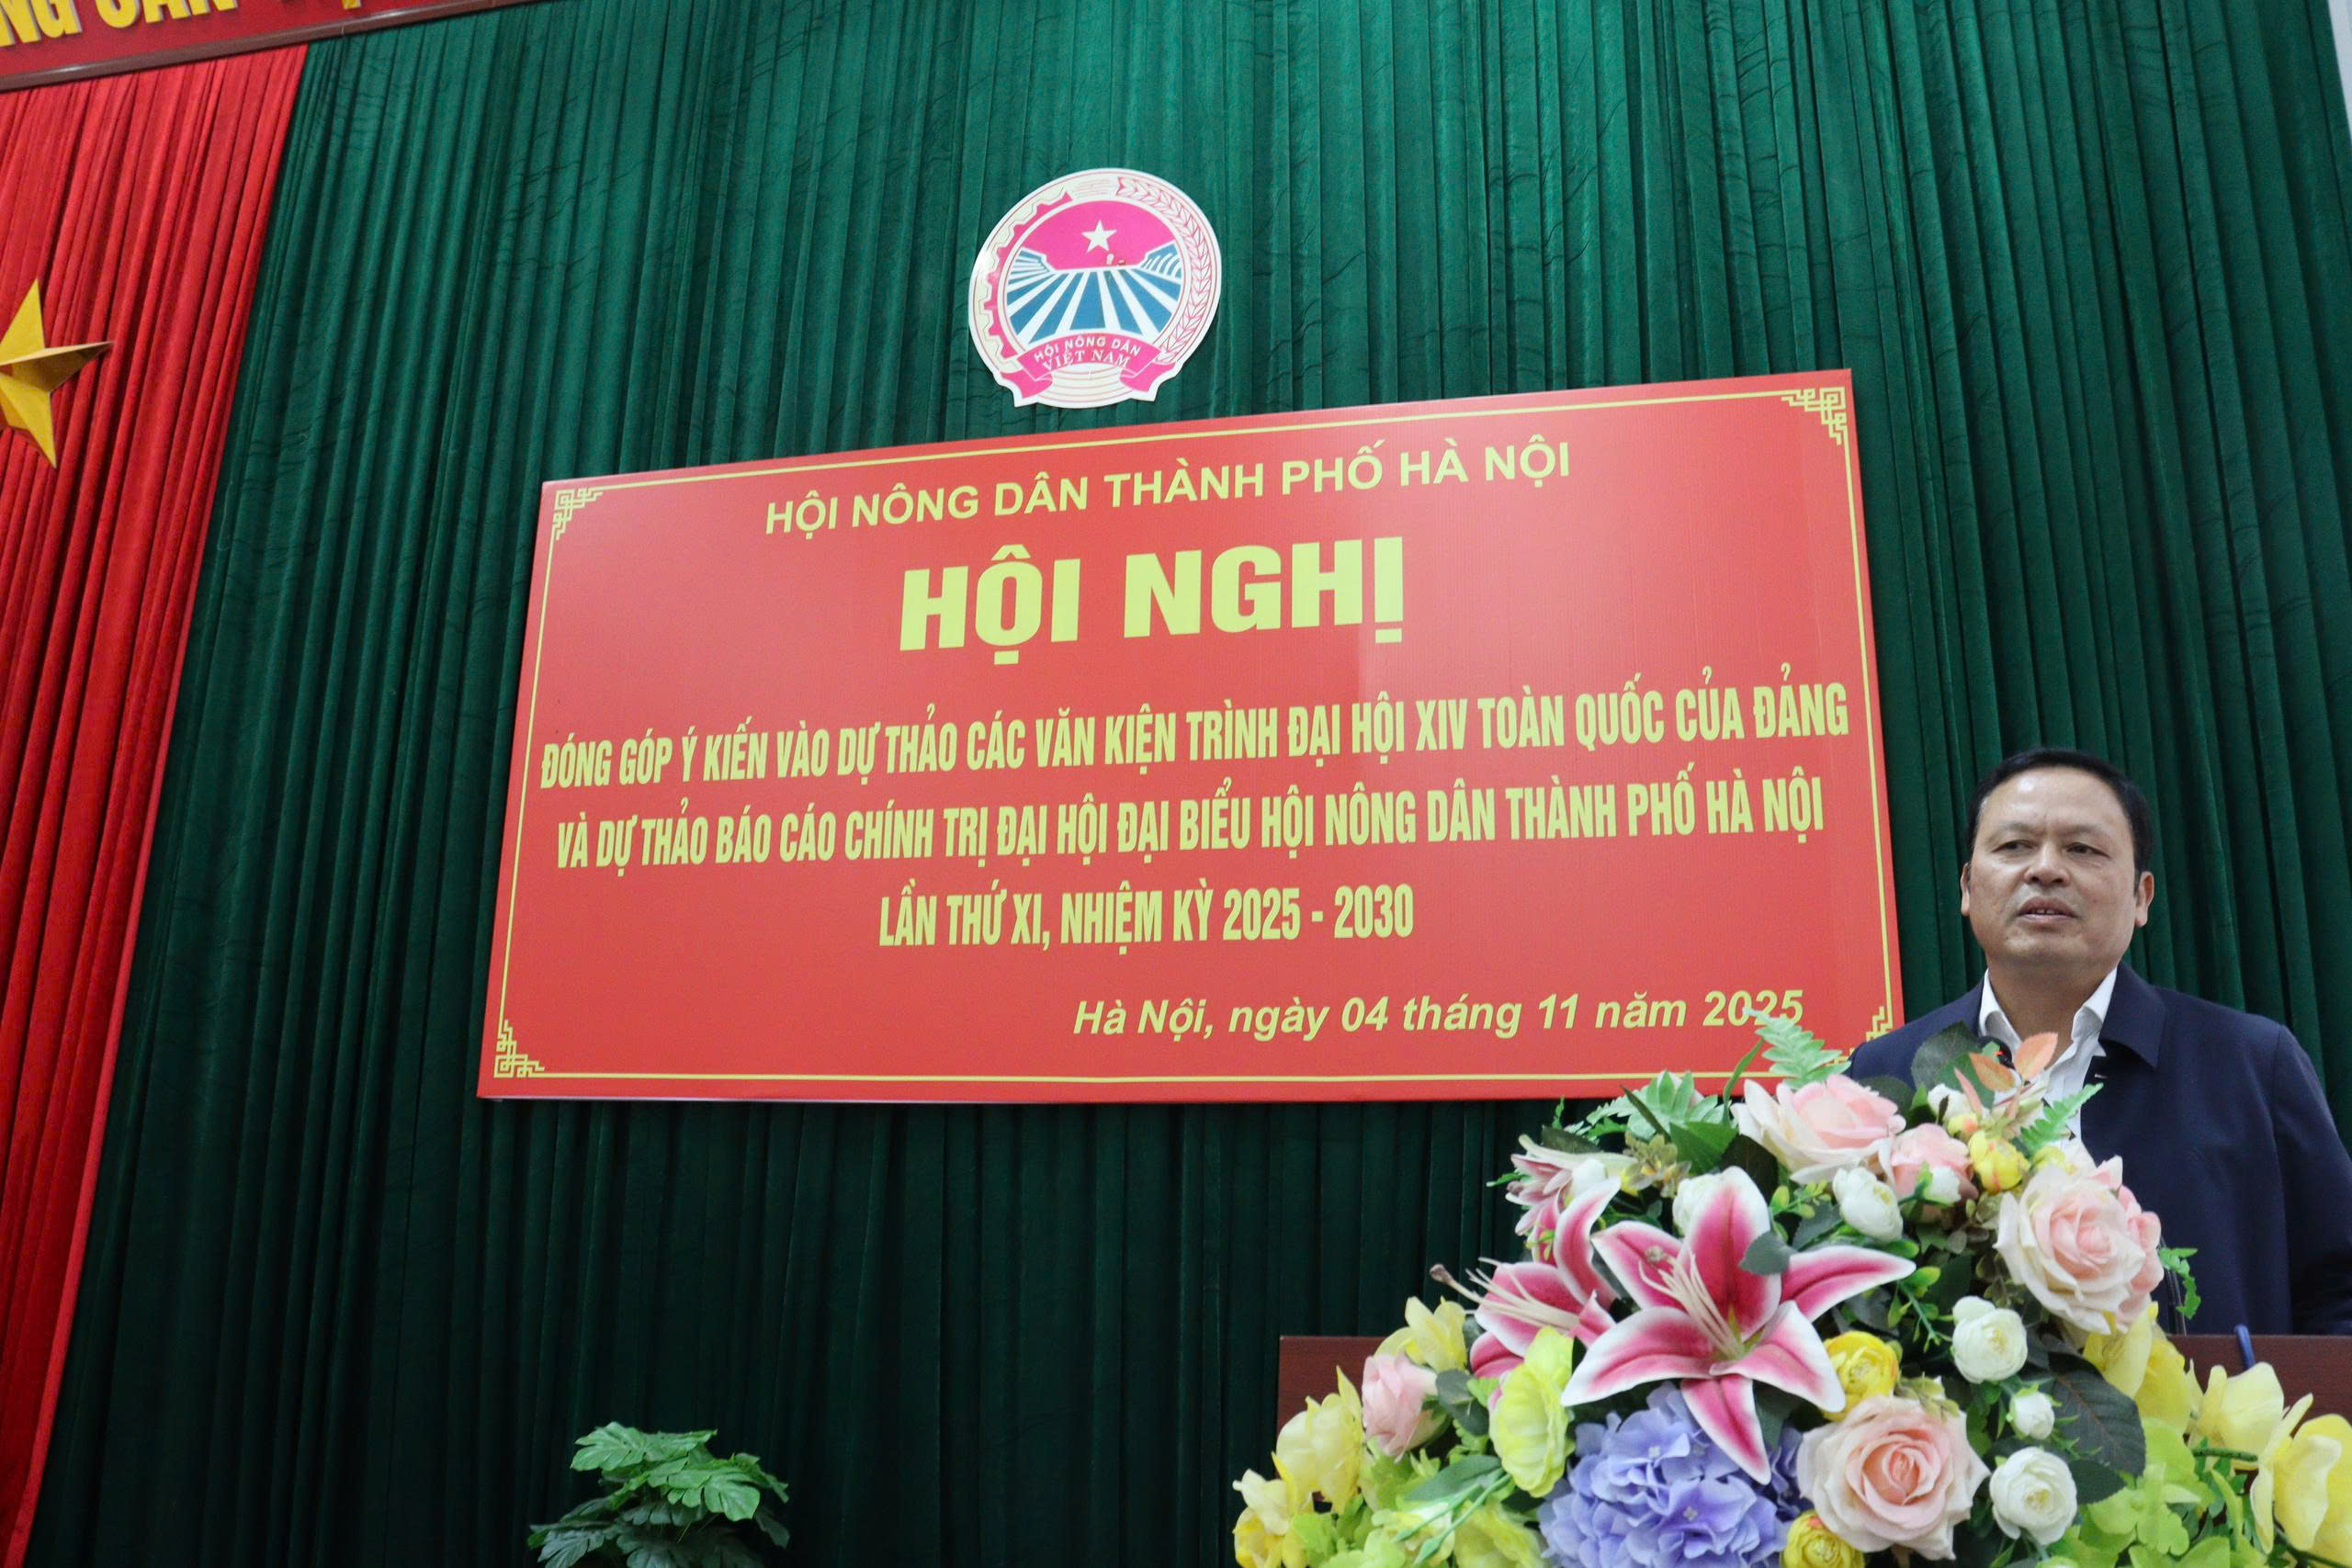 HỘI NÔNG DÂN
VIỆT NAM
HỘI NÔNG DÂN THÀNH PHỐ HÀ NỘI
HỘI NGHỊ
ĐÓNG GÓP Ý KIẾN VÀO DỰ THẢO CÁC VĂN KIỆN TRÌNH ĐẠI HỘI XIV TOÀN QUỐC CỦA ĐẢNG
VÀ DỰ THẢO BÁO CÁO CHÍNH TRỊ ĐẠI HỘI ĐẠI BIỂU HỘI NÔNG DÂN THÀNH PHỐ HÀ NỘI
LẦN THỨ XI, NHIỆM KỲ 2025 - 2030
Hà Nội, ngày 04 tháng 11 năm 2025